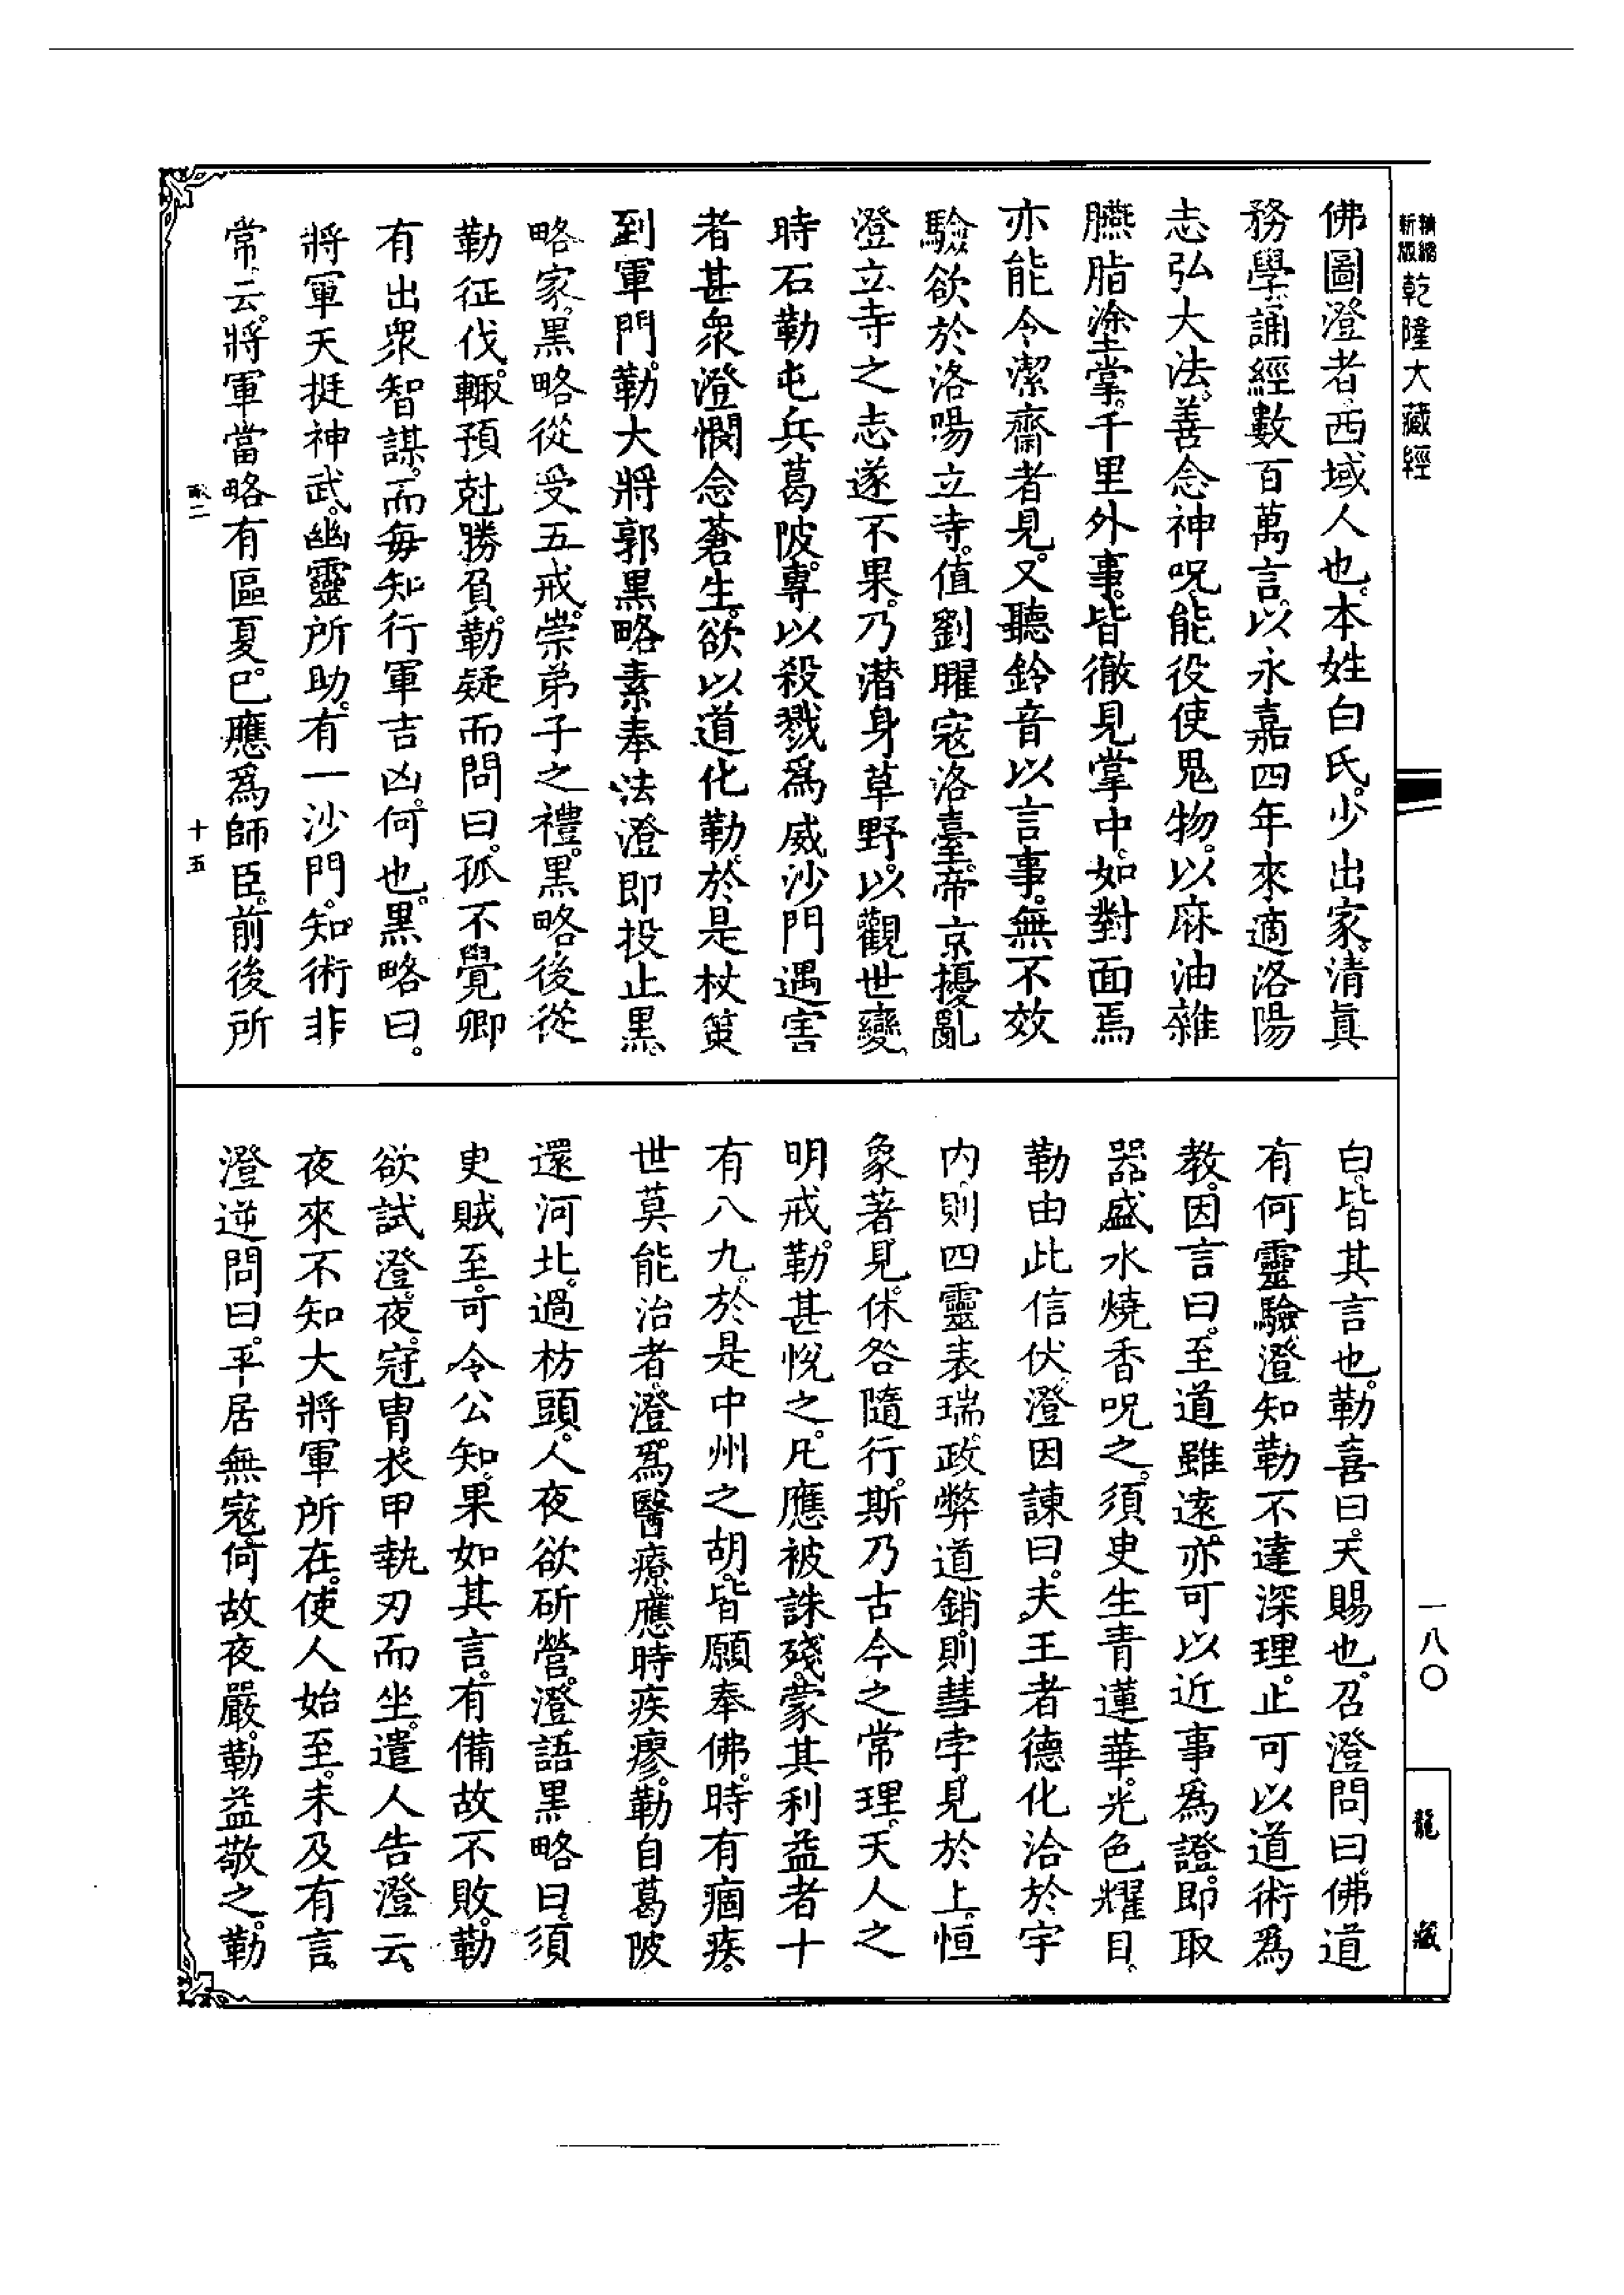 精縮新版乾隆大藏經
佛圖澄者西域人也。本姓白氏。少出家。清眞
務學誦經數百萬言。以永嘉四年來適洛陽
志弘大法。善念神呪。能役使鬼物。以麻油雜
臙脂塗掌。千里外事。皆徹見掌中。如對面焉
亦能令潔齋者見。又聽鈴音以言事。無不效
驗欲於洛陽立寺。值劉曜寇洛臺。帝京擾亂
澄立寺之志遂不果。乃潛身草野。以觀世變。
時石勒屯兵葛陂。專以殺戮爲威沙門遇害
者甚衆澄憫念蒼生。欲以道化勒。於是杖策
到軍門。勒大將郭黑略素奉法澄即投止黑。
略家。黑略從受五戒。崇弟子之禮。黑略後從
勒征伐。輒預剋勝負。勒疑而問曰。孤不覺卿
有出衆智謀。而每知行軍吉凶。何也。黑略曰。
將軍天挺神武。幽靈所助。有一沙門。知術非
常。云。將軍當略有區夏。已應爲師臣。前後所
十五
白。皆其言也。勒喜曰。天賜也。召澄問曰。佛道
有何靈驗。澄知勒不達深理。止可以道術爲
教。因言曰。至道雖遠。亦可以近事爲證。即取
器盛水燒香呪之。須臾生青蓮華。光色耀目。
勒由此信伏。澄因諫曰。夫王者德化洽於宇
內。則四靈表瑞。政弊道銷。則彗孛見於上。恒
象著見。休咎隨行。斯乃古今之常理。天人之
明戒。勒甚悅之。凡應被誅殘。蒙其利益者十
有八九。於是中州之胡。皆願奉佛。時有痼疾。
世莫能治者。澄爲醫療。應時疾瘳。勒自葛陂
還河北。過枋頭。人夜欲斫營。澄語黑略曰。須
臾賊至。可令公知。果如其言。有備故不敗。勒
欲試澄。夜冠冑衣甲執刃而坐。遣人告澄云。
夜來不知大將軍所在。使人始至。未及有言。
澄逆問曰。平居無寇。何故夜嚴。勒益敬之。勒
一八〇
龍藏